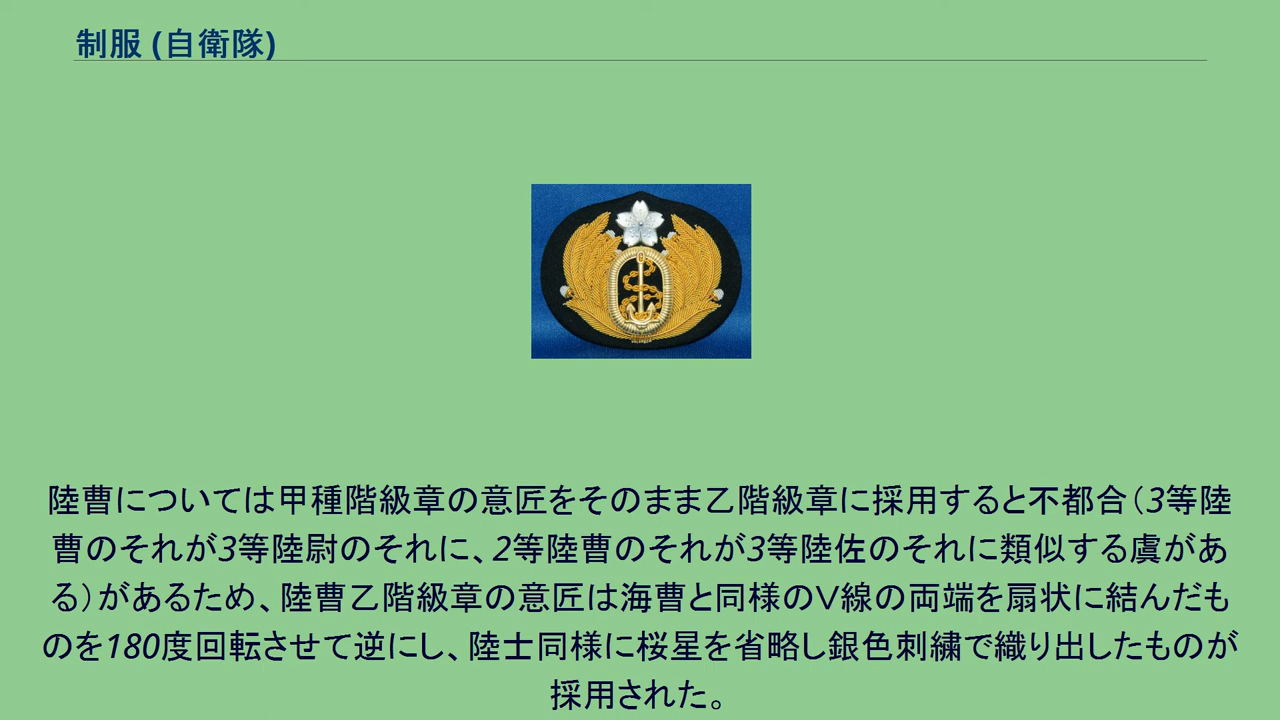 制服 (自衛隊)
陸曹については甲種階級章の意匠をそのまま乙階級章に採用すると不都合（3等陸
曹のそれが3等陸尉のそれに、2等陸曹のそれが3等陸佐のそれに類似する虞があ
る）があるため、陸曹乙階級章の意匠は海曹と同様のV線の両端を扇状に結んだも
のを180度回転させて逆にし、陸士同様に桜星を省略し銀色刺繍で織り出したものが
採用された。